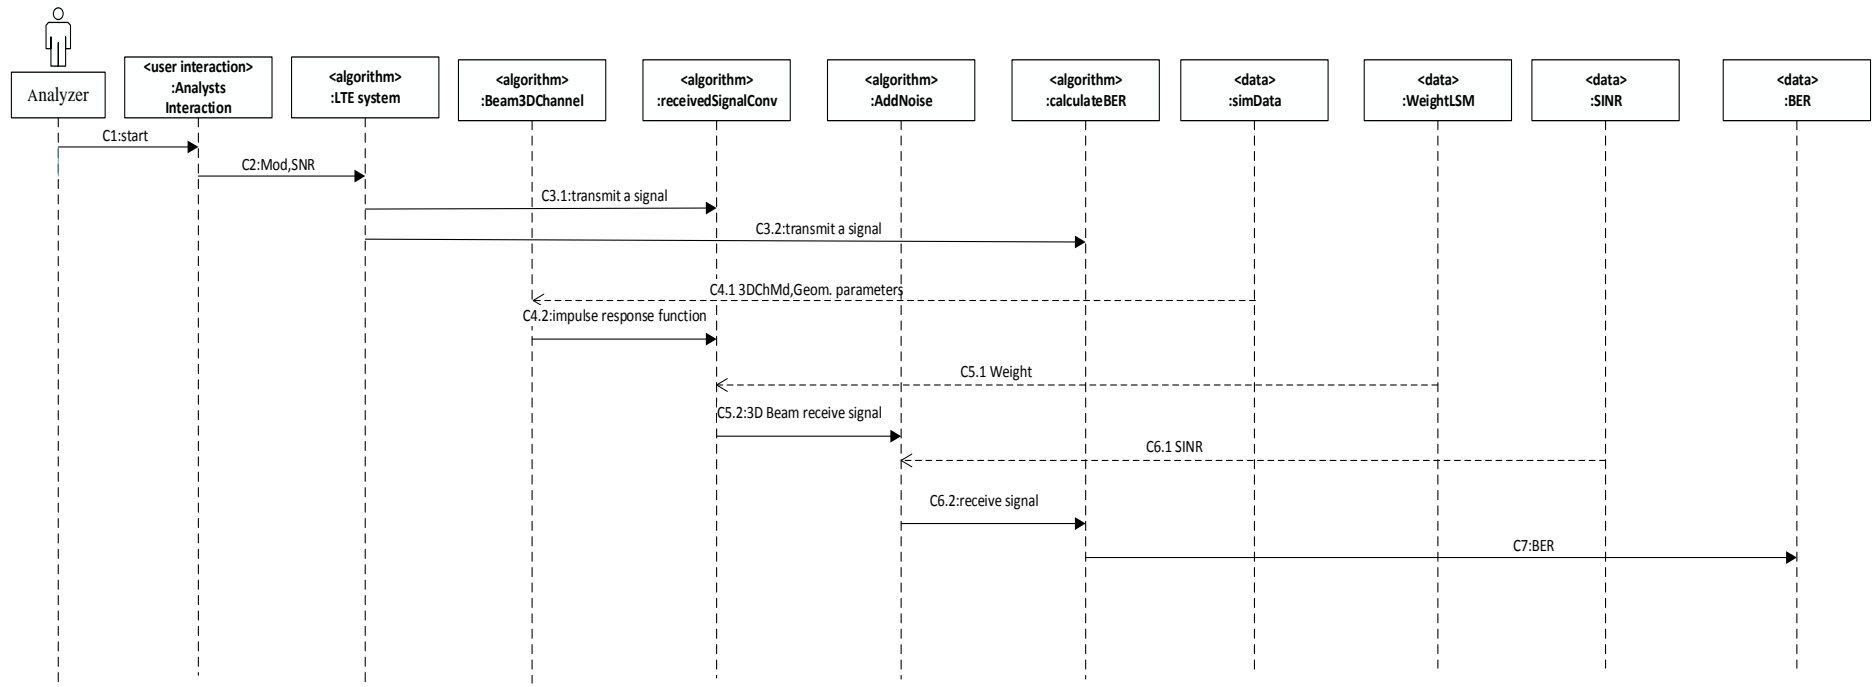 Analyzer
<user interaction>
:Analysts
Interaction
<algorithm>
:LTE system
<algorithm>
:Beam3DChannel
<algorithm>
:receivedSignalConv
<algorithm>
:AddNoise
<algorithm>
:calculateBER
<data>
:simData
<data>
:WeightLSM
<data>
:SINR
<data>
:BER
C1:start
C2:Mod,SNR
C3.1:transmit a signal
C3.2:transmit a signal
C4.1 3DChMd,Geom. parameters
C4.2:impulse response function
C5.1 Weight
C5.2:3D Beam receive signal
C6.1 SINR
C6.2:receive signal
C7:BER